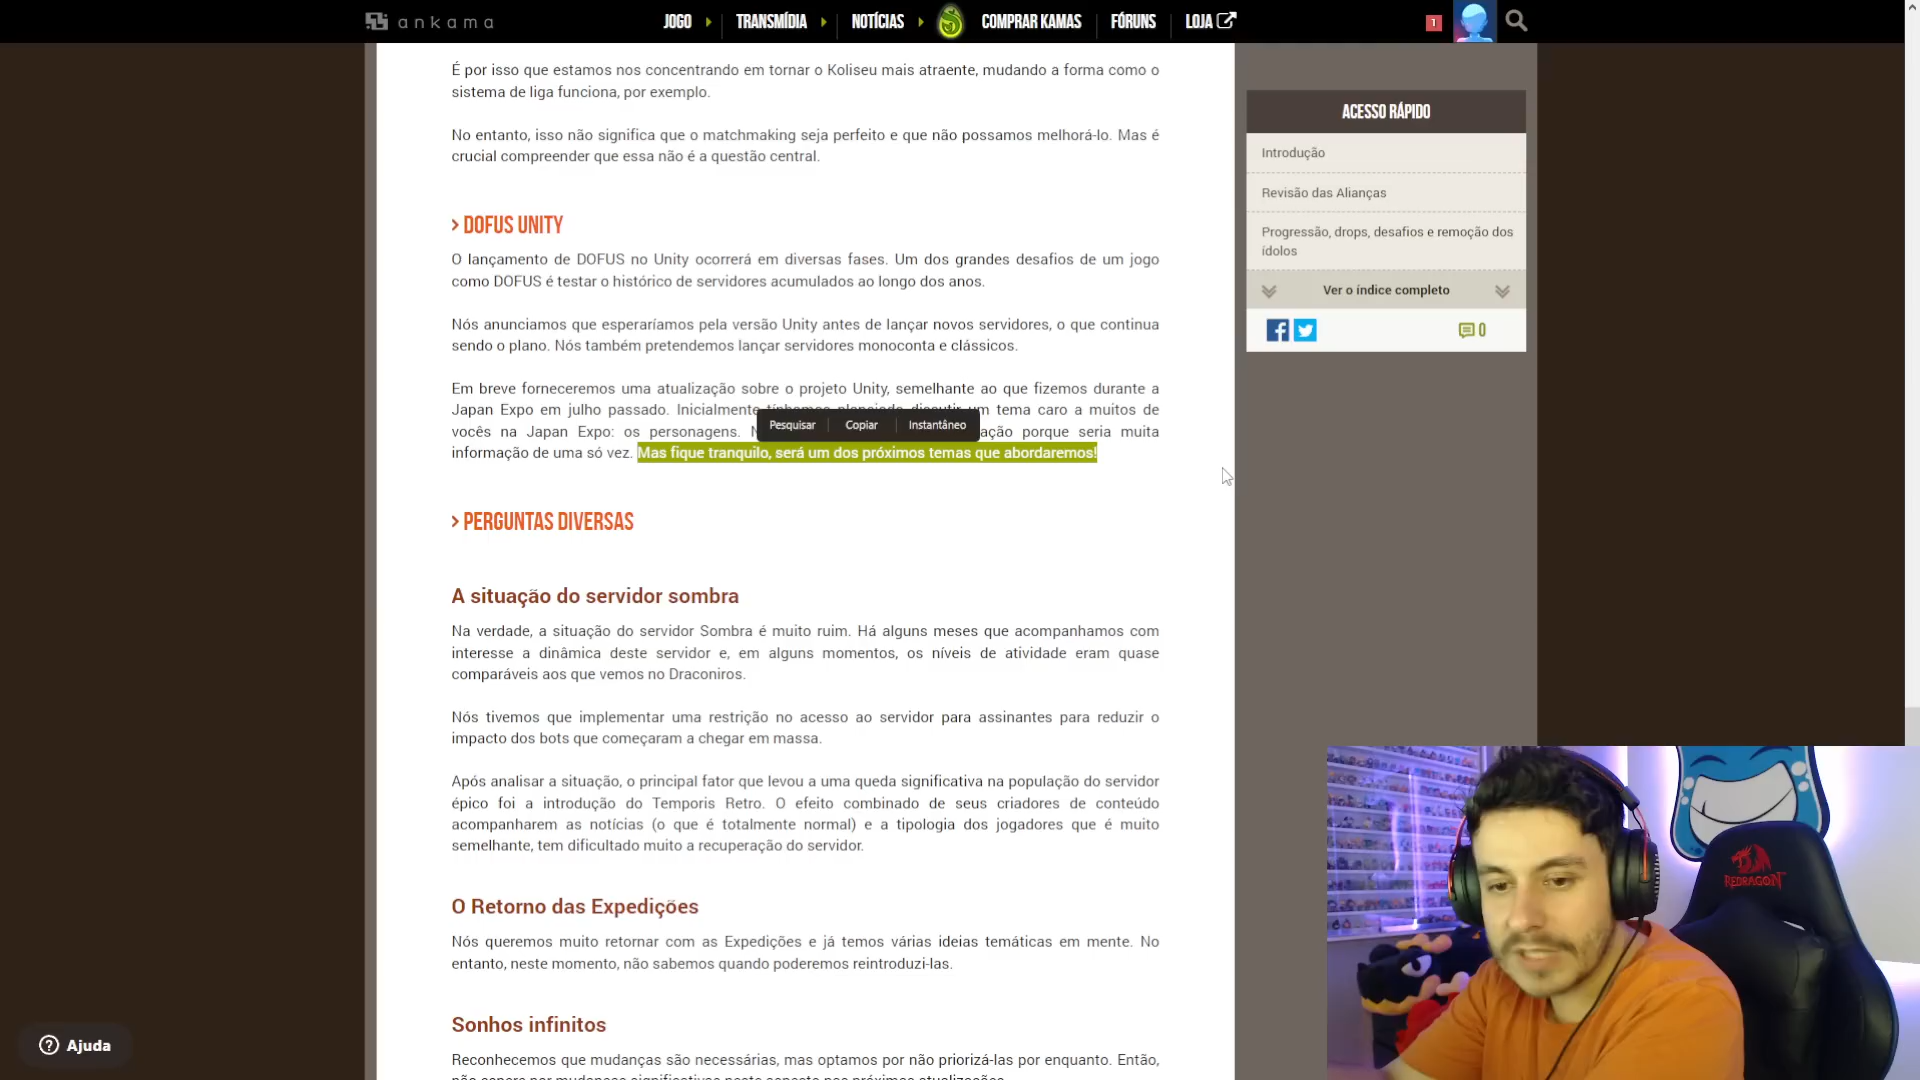 ankama
JOGO
TRANSMÍDIA
NOTÍCIAS
COMPRAR KAMAS
FÓRUNS
LOJA
1
É por isso que estamos nos concentrando em tornar o Koliseu mais atraente, mudando a forma como o
sistema de liga funciona, por exemplo.
No entanto, isso não significa que o matchmaking seja perfeito e que não possamos melhorá-lo. Mas é
crucial compreender que essa não é a questão central.
> DOFUS UNITY
O lançamento de DOFUS no Unity ocorrerá em diversas fases. Um dos grandes desafios de um jogo
como DOFUS é testar o histórico de servidores acumulados ao longo dos anos.
Nós anunciamos que esperaríamos pela versão Unity antes de lançar novos servidores, o que continua
sendo o plano. Nós também pretendemos lançar servidores monoconta e clássicos.
Em breve forneceremos uma atualização sobre o projeto Unity, semelhante ao que fizemos durante a
Japan Expo em julho passado. Inicialmente tínhamos planejado discutir um tema caro a muitos de
Pesquisar Copiar Instantâneo
vocês na Japan Expo: os personagens. ação porque seria muita
informação de uma só vez. Mas fique tranquilo, será um dos próximos temas que abordaremos!
> PERGUNTAS DIVERSAS
A situação do servidor sombra
Na verdade, a situação do servidor Sombra é muito ruim. Há alguns meses que acompanhamos com
interesse a dinâmica deste servidor e, em alguns momentos, os níveis de atividade eram quase
comparáveis aos que vemos no Draconiros.
Nós tivemos que implementar uma restrição no acesso ao servidor para assinantes para reduzir o
impacto dos bots que começaram a chegar em massa.
Após analisar a situação, o principal fator que levou a uma queda significativa na população do servidor
épico foi a introdução do Temporis Retro. O efeito combinado de seus criadores de conteúdo
acompanharem as notícias (o que é totalmente normal) e a tipologia dos jogadores que é muito
semelhante, tem dificultado muito a recuperação do servidor.
O Retorno das Expedições
Nós queremos muito retornar com as Expedições e já temos várias ideias temáticas em mente. No
entanto, neste momento, não sabemos quando poderemos reintroduzi-las.
Sonhos infinitos
Reconhecemos que mudanças são necessárias, mas optamos por não priorizá-las por enquanto. Então,
ACESSO RÁPIDO
Introdução
Revisão das Alianças
Progressão, drops, desafios e remoção dos
ídolos
Ver o índice completo
0
Ajuda
REDRAGON